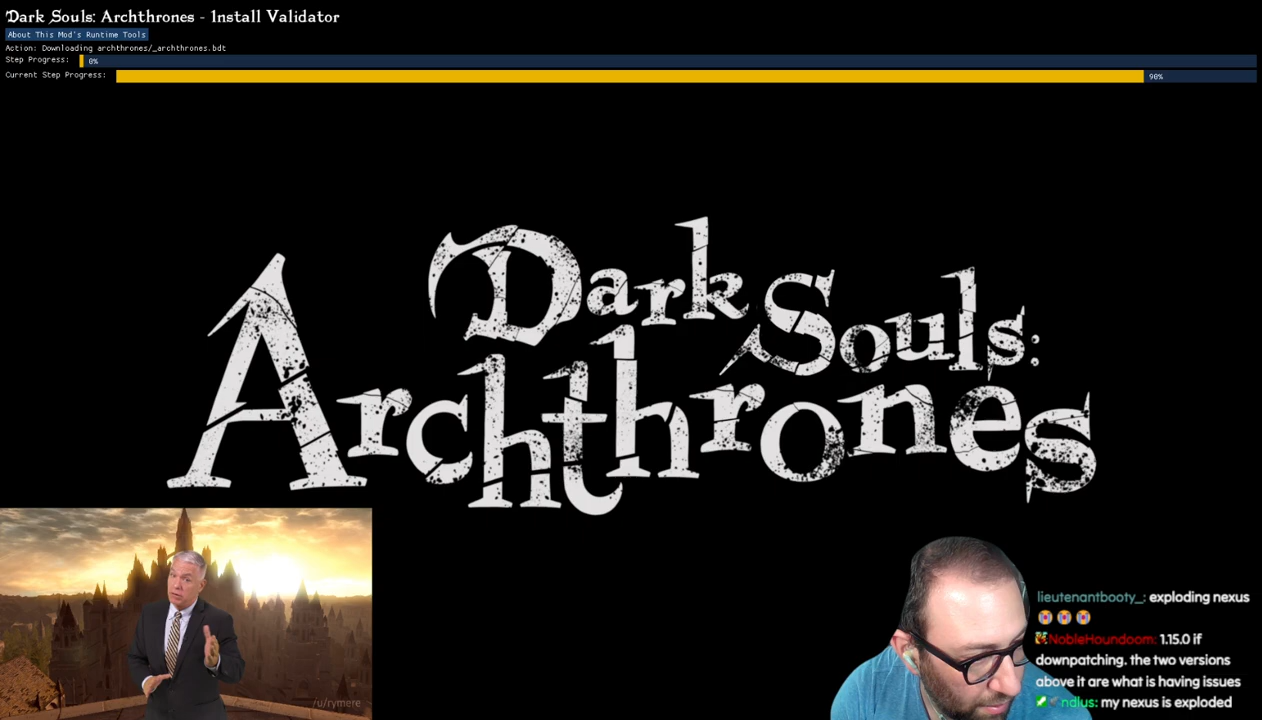 Dark Souls: Archthrones - Install Validator
About This Mod's Runtime Tools
Action: Downloading archthrones/_archthrones.bdt
Step Progress: 0%
Current Step Progress: 90%
Dark Souls:
Archthrones
/u/rymere
lieutenantbooty_: exploding nexus
😭 😭 😭
NobleHoundoom: 1.15.0 if
downpatching. the two versions
above it are what is having issues
ndlus: my nexus is exploded